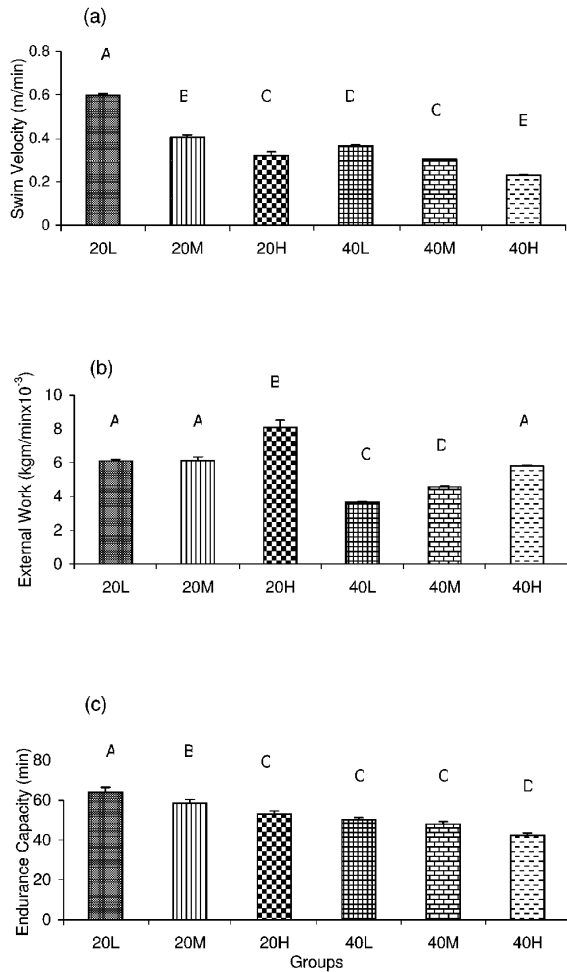 (a)
Swim Velocity (m/min)
0.8
0.6
0.4
0.2
0
A
E
C
D
C
E
20L 20M 20H 40L 40M 40H
(b)
External Work (kgm/minx10-3)
10
8
6
4
2
0
A
A
B
C
D
A
20L 20M 20H 40L 40M 40H
(c)
Endurance Capacity (min)
80
60
40
20
0
A
B
C
C
C
D
20L 20M 20H 40L 40M 40H
Groups